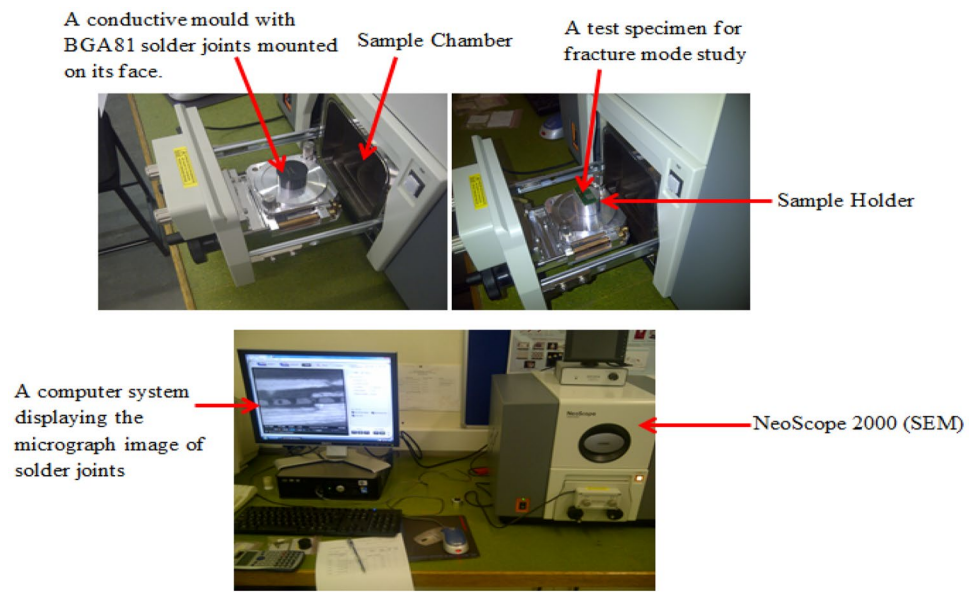 A conductive mould with
BGA81 solder joints mounted
on its face.
Sample Chamber
A test specimen for
fracture mode study
Sample Holder
A computer system
displaying the
micrograph image of
solder joints
NeoScope
NeoScope 2000 (SEM)